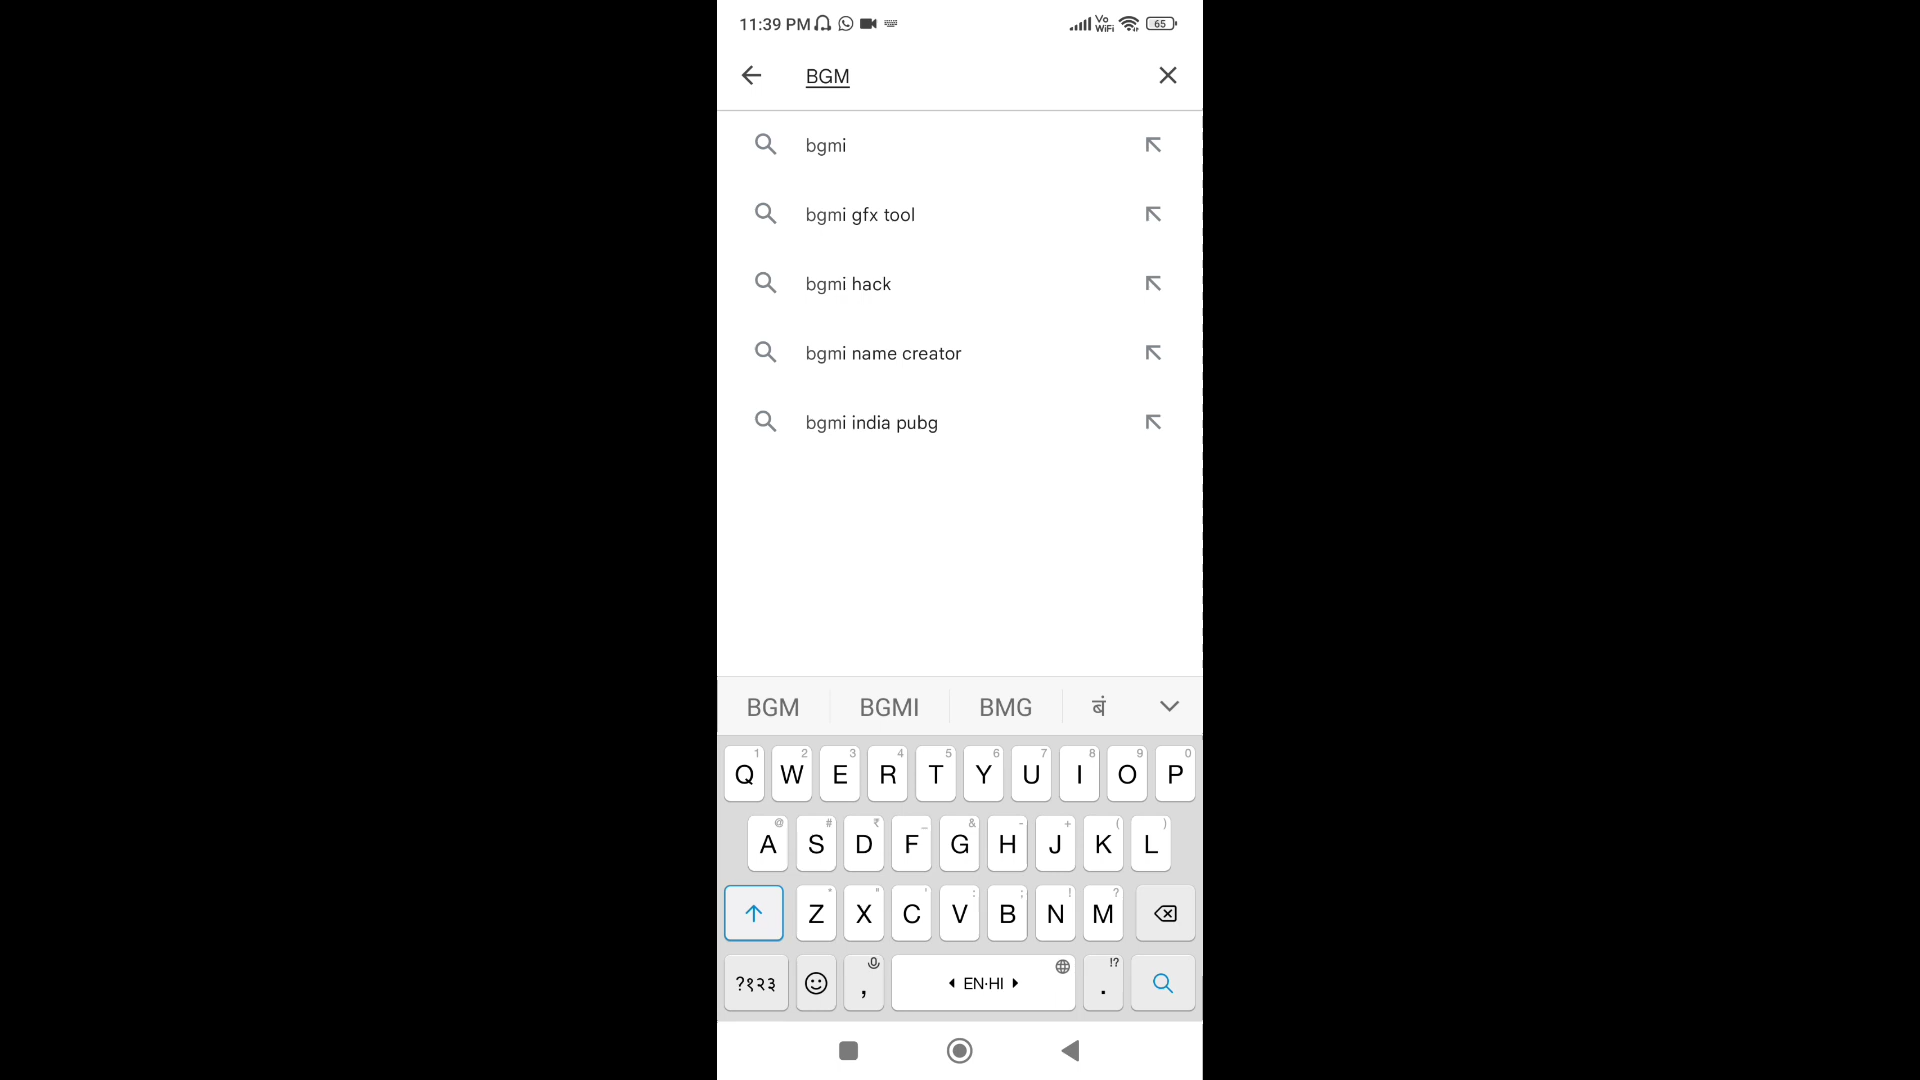 11:39 PM Vo WiFi 65
BGM
bgmi
bgmi gfx tool
bgmi hack
bgmi name creator
bgmi india pubg
BGM BGMI BMG बं
1 2 3 4 5 6 7 8 9 0
Q W E R T Y U I O P
@ # ₹ _ & - + ( )
A S D F G H J K L
* " ' : ; ! ?
Z X C V B N M
?१२३ , EN·HI . !?